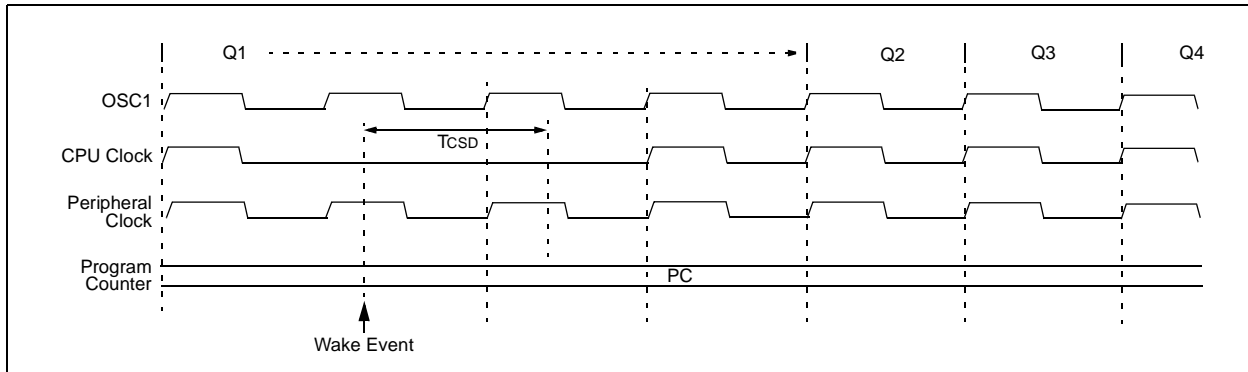 Q1 Q2 Q3 Q4
OSC1
TCSD
CPU Clock
Peripheral
Clock
Program
Counter
PC
Wake Event